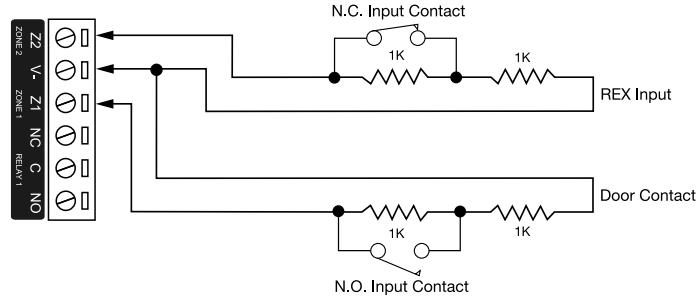 N.C. Input Contact
1K
1K
REX Input
Door Contact
1K
1K
N.O. Input Contact
ZONE 2
Z2
V-
ZONE 1
Z1
NC
RELAY 1
C
NO